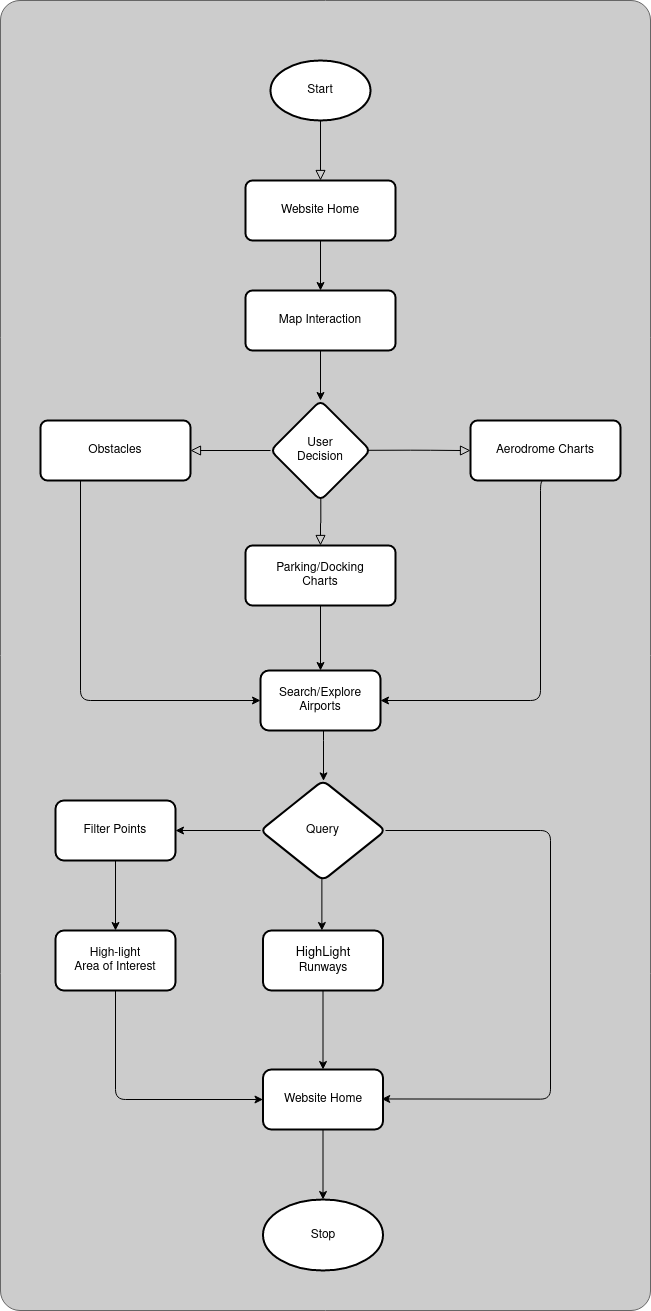 Start
Website Home
Map Interaction
User
Decision
Obstacles
Aerodrome Charts
Parking/Docking
Charts
Search/Explore
Airports
Query
Filter Points
High-light
Area of Interest
HighLight
Runways
Website Home
Stop